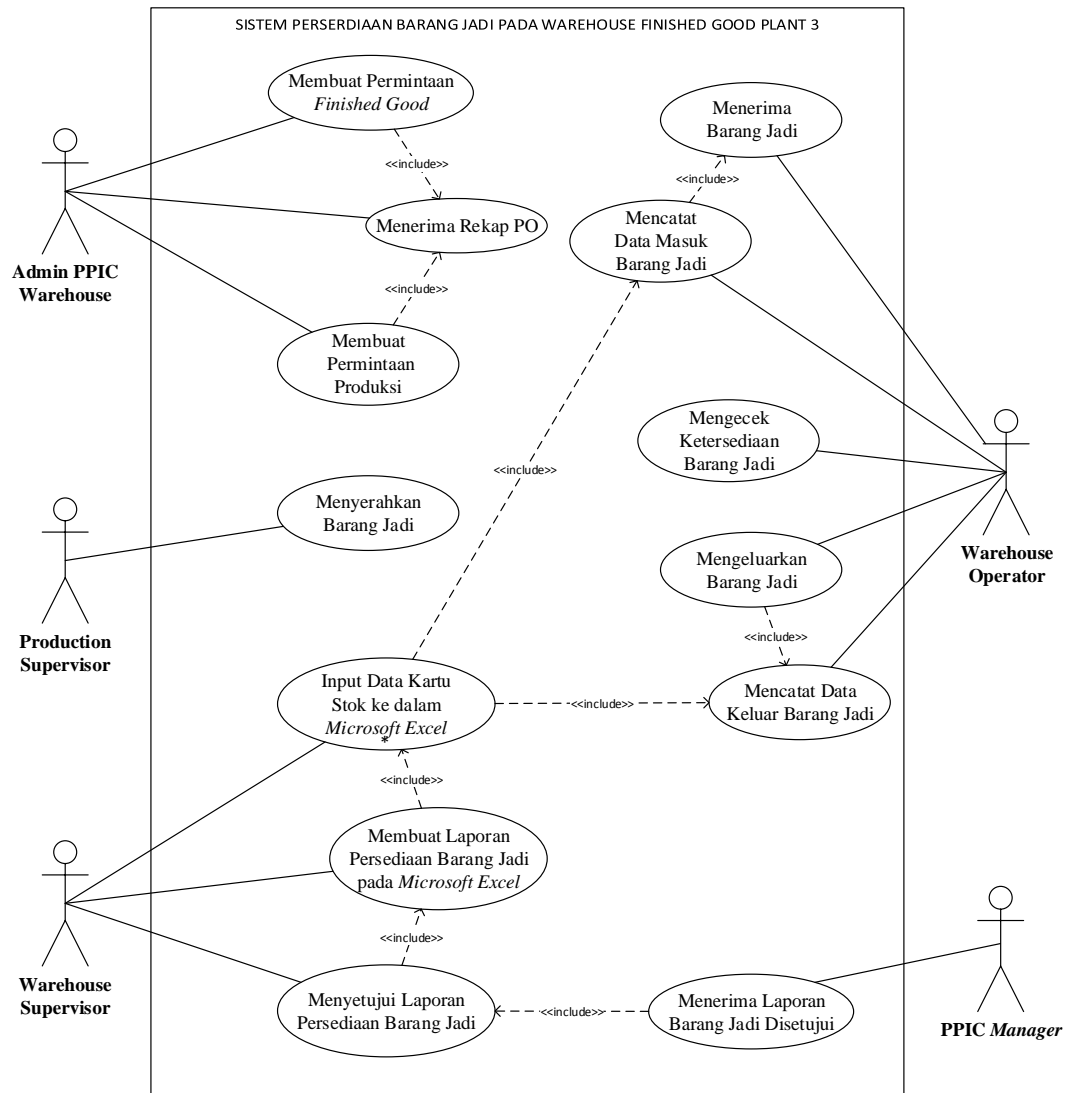 SISTEM PERSERDIAAN BARANG JADI PADA WAREHOUSE FINISHED GOOD PLANT 3
Membuat Permintaan
Finished Good
<<include>>
Menerima Rekap PO
<<include>>
Membuat
Permintaan
Produksi
Admin PPIC
Warehouse
Menerima
Barang Jadi
<<include>>
Mencatat
Data Masuk
Barang Jadi
Mengecek
Ketersediaan
Barang Jadi
<<include>>
Menyerahkan
Barang Jadi
Production
Supervisor
Mengeluarkan
Barang Jadi
Warehouse
Operator
<<include>>
Input Data Kartu
Stok ke dalam
Microsoft Excel
*
<<include>>
Mencatat Data
Keluar Barang Jadi
<<include>>
Membuat Laporan
Persediaan Barang Jadi
pada Microsoft Excel
<<include>>
Warehouse
Supervisor
Menyetujui Laporan
Persediaan Barang Jadi
<<include>>
Menerima Laporan
Barang Jadi Disetujui
PPIC Manager